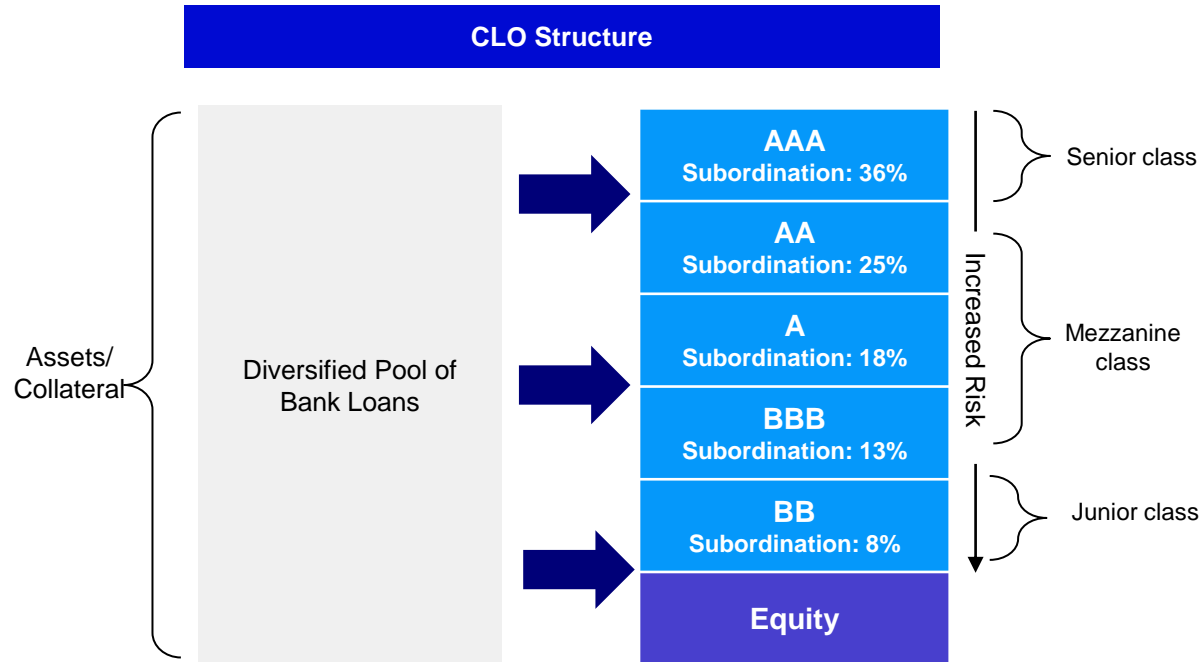 CLO Structure
Assets/
Collateral
Diversified Pool of
Bank Loans
AAA
Subordination: 36%
AA
Subordination: 25%
A
Subordination: 18%
BBB
Subordination: 13%
BB
Subordination: 8%
Equity
Increased Risk
Senior class
Mezzanine
class
Junior class